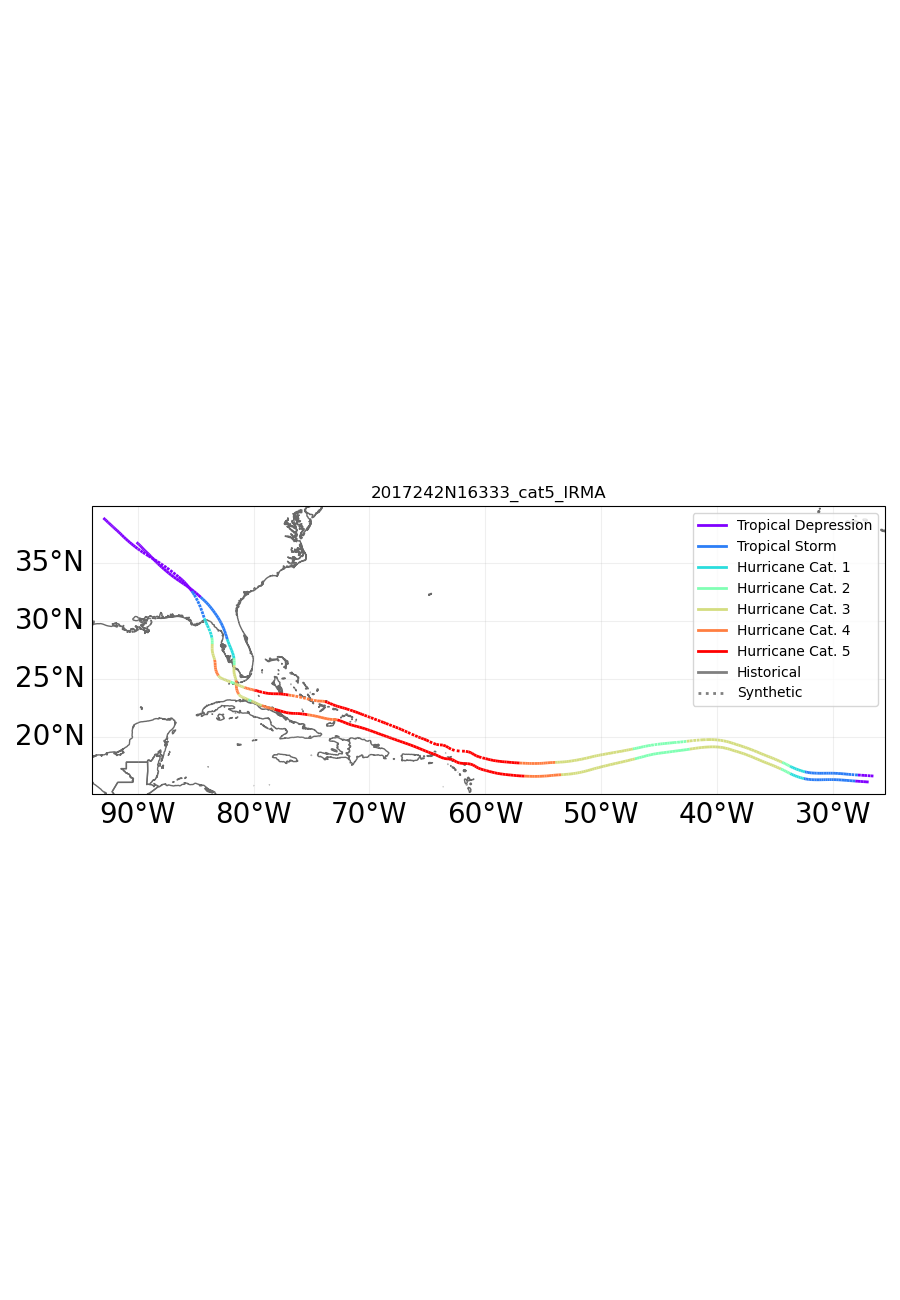 2017242N16333_cat5_IRMA
Tropical Depression
Tropical Storm
Hurricane Cat. 1
Hurricane Cat. 2
Hurricane Cat. 3
Hurricane Cat. 4
Hurricane Cat. 5
Historical
Synthetic
35°N
30°N
25°N
20°N
90°W 80°W 70°W 60°W 50°W 40°W 30°W